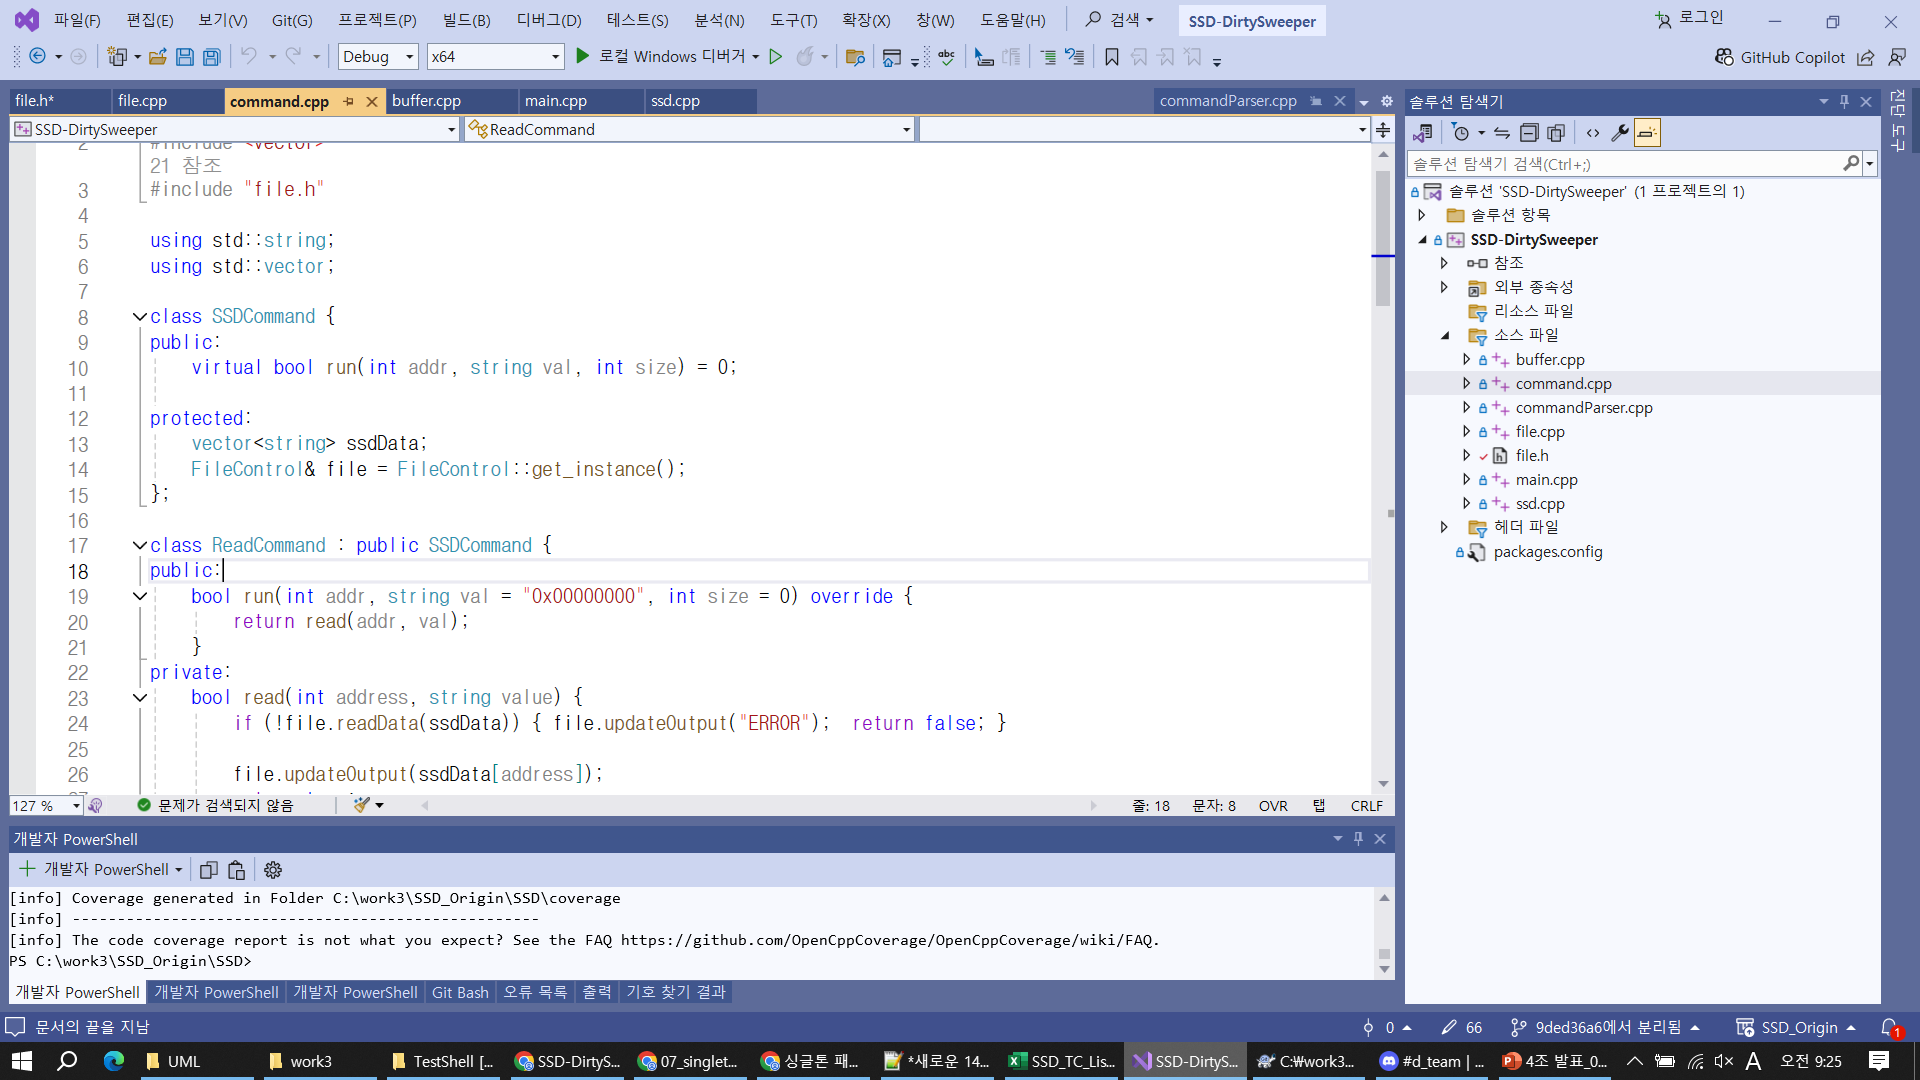 파일(F) 편집(E) 보기(V) Git(G) 프로젝트(P) 빌드(B) 디버그(D) 테스트(S) 분석(N) 도구(T) 확장(X) 창(W) 도움말(H) 검색 SSD-DirtySweeper 로그인
Debug x64 로컬 Windows 디버거 GitHub Copilot
file.h* file.cpp command.cpp buffer.cpp main.cpp ssd.cpp commandParser.cpp
SSD-DirtySweeper ReadCommand
2 #include <vector>
21 참조
3 #include "file.h"
4
5 using std::string;
6 using std::vector;
7
8 class SSDCommand {
9 public:
10 virtual bool run(int addr, string val, int size) = 0;
11
12 protected:
13 vector<string> ssdData;
14 FileControl& file = FileControl::get_instance();
15 };
16
17 class ReadCommand : public SSDCommand {
18 public:
19 bool run(int addr, string val = "0x00000000", int size = 0) override {
20 return read(addr, val);
21 }
22 private:
23 bool read(int address, string value) {
24 if (!file.readData(ssdData)) { file.updateOutput("ERROR");  return false; }
25
26 file.updateOutput(ssdData[address]);
127 % 문제가 검색되지 않음 줄: 18 문자: 8 OVR 탭 CRLF
개발자 PowerShell
개발자 PowerShell
[info] Coverage generated in Folder C:\work3\SSD_Origin\SSD\coverage
[info] ----------------------------------------------------
[info] The code coverage report is not what you expect? See the FAQ https://github.com/OpenCppCoverage/OpenCppCoverage/wiki/FAQ.
PS C:\work3\SSD_Origin\SSD>
개발자 PowerShell 개발자 PowerShell 개발자 PowerShell Git Bash 오류 목록 출력 기호 찾기 결과
솔루션 탐색기
솔루션 탐색기 검색(Ctrl+;)
솔루션 'SSD-DirtySweeper' (1 프로젝트의 1)
솔루션 항목
SSD-DirtySweeper
참조
외부 종속성
리소스 파일
소스 파일
buffer.cpp
command.cpp
commandParser.cpp
file.cpp
file.h
main.cpp
ssd.cpp
헤더 파일
packages.config
진단 도구
문서의 끝을 지남 0 66 9ded36a6에서 분리됨 SSD_Origin 1
UML work3 TestShell [... SSD-DirtyS... 07_singlet... 싱글톤 패... *새로운 14... SSD_TC_Lis... SSD-DirtyS... C:₩work3... #d_team | ... 4조 발표_0... A 오전 9:25